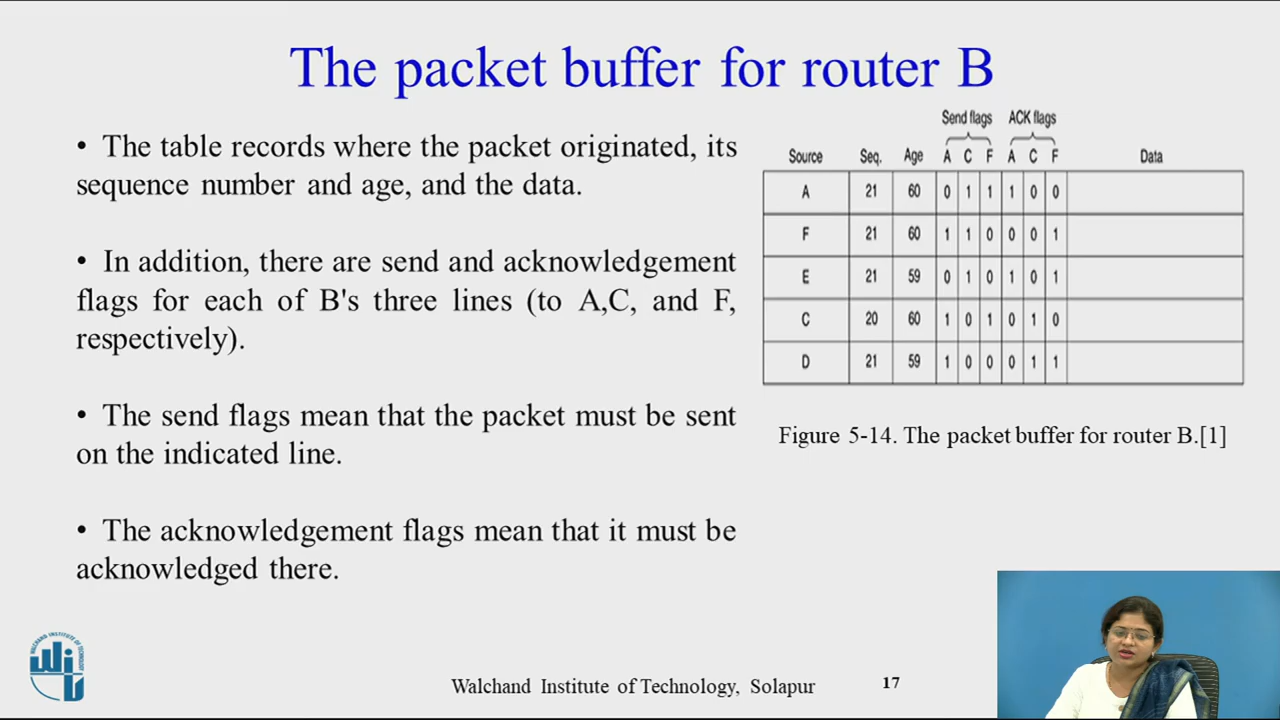 The packet buffer for router B
• The table records where the packet originated, its
sequence number and age, and the data.
• In addition, there are send and acknowledgement
flags for each of B's three lines (to A,C, and F,
respectively).
• The send flags mean that the packet must be sent
on the indicated line.
• The acknowledgement flags mean that it must be
acknowledged there.
Send flags ACK flags
Source Seq. Age A C F A C F Data
A 21 60 0 1 1 1 0 0
F 21 60 1 1 0 0 0 1
E 21 59 0 1 0 1 0 1
C 20 60 1 0 1 0 1 0
D 21 59 1 0 0 0 1 1
Figure 5-14. The packet buffer for router B.[1]
WALCHAND INSTITUTE OF TECHNOLOGY
WIT
Walchand Institute of Technology, Solapur
17